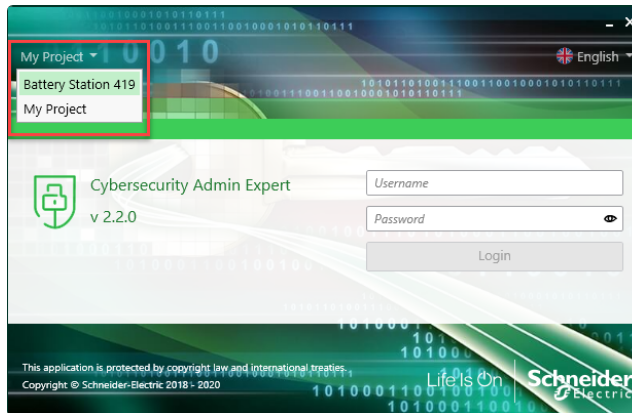 My Project
English
Battery Station 419
My Project
Cybersecurity Admin Expert
v 2.2.0
Username
Password
Login
This application is protected by copyright law and international treaties.
Copyright © Schneider-Electric 2018 - 2020
Life Is On
Schneider
Electric